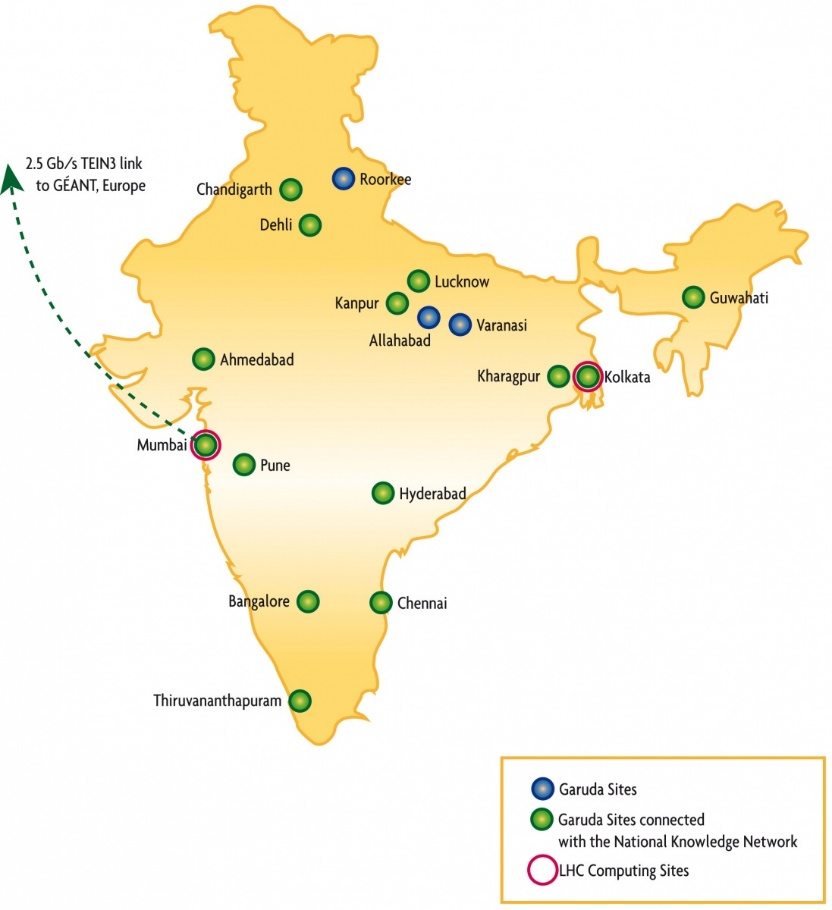 2.5 Gb/s TEIN3 link
to GÉANT, Europe
Chandigarth
Roorkee
Dehli
Lucknow
Kanpur
Allahabad
Varanasi
Guwahati
Ahmedabad
Kharagpur
Kolkata
Mumbai
Pune
Hyderabad
Bangalore
Chennai
Thiruvananthapuram
Garuda Sites
Garuda Sites connected
with the National Knowledge Network
LHC Computing Sites